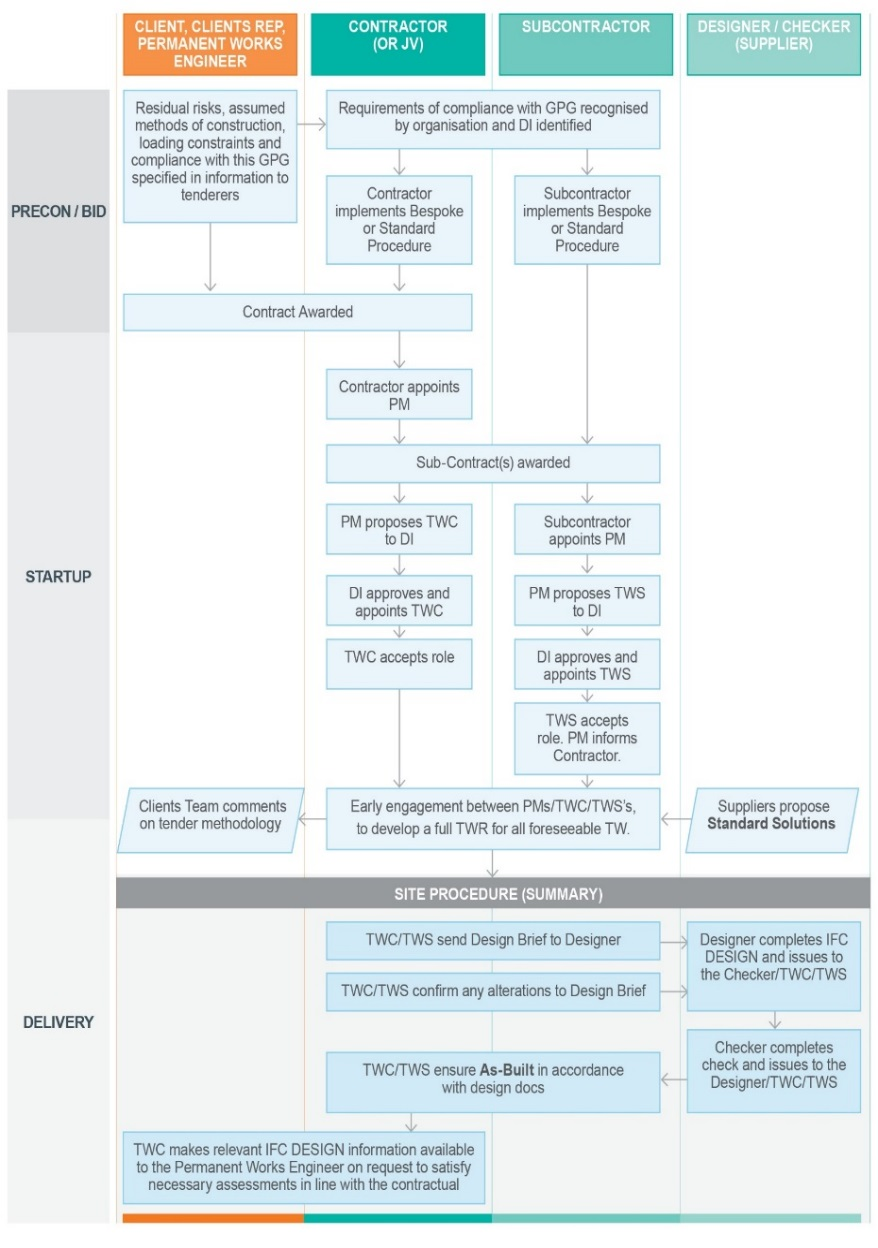 CLIENT, CLIENTS REP,
PERMANENT WORKS
ENGINEER
CONTRACTOR
(OR JV)
SUBCONTRACTOR
DESIGNER / CHECKER
(SUPPLIER)
PRECON / BID
Residual risks, assumed
methods of construction,
loading constraints and
compliance with this GPG
specified in information to
tenderers
Requirements of compliance with GPG recognised
by organisation and DI identified
Contractor
implements Bespoke
or Standard
Procedure
Subcontractor
implements Bespoke
or Standard
Procedure
Contract Awarded
STARTUP
Contractor appoints
PM
Sub-Contract(s) awarded
PM proposes TWC
to DI
Subcontractor
appoints PM
DI approves and
appoints TWC
PM proposes TWS
to DI
TWC accepts role
DI approves and
appoints TWS
TWS accepts
role. PM informs
Contractor.
Clients Team comments
on tender methodology
Early engagement between PMs/TWC/TWS's,
to develop a full TWR for all foreseeable TW.
Suppliers propose
Standard Solutions
DELIVERY
SITE PROCEDURE (SUMMARY)
TWC/TWS send Design Brief to Designer
Designer completes IFC
DESIGN and issues to
the Checker/TWC/TWS
TWC/TWS confirm any alterations to Design Brief
Checker completes
check and issues to the
Designer/TWC/TWS
TWC/TWS ensure As-Built in accordance
with design docs
TWC makes relevant IFC DESIGN information available
to the Permanent Works Engineer on request to satisfy
necessary assessments in line with the contractual